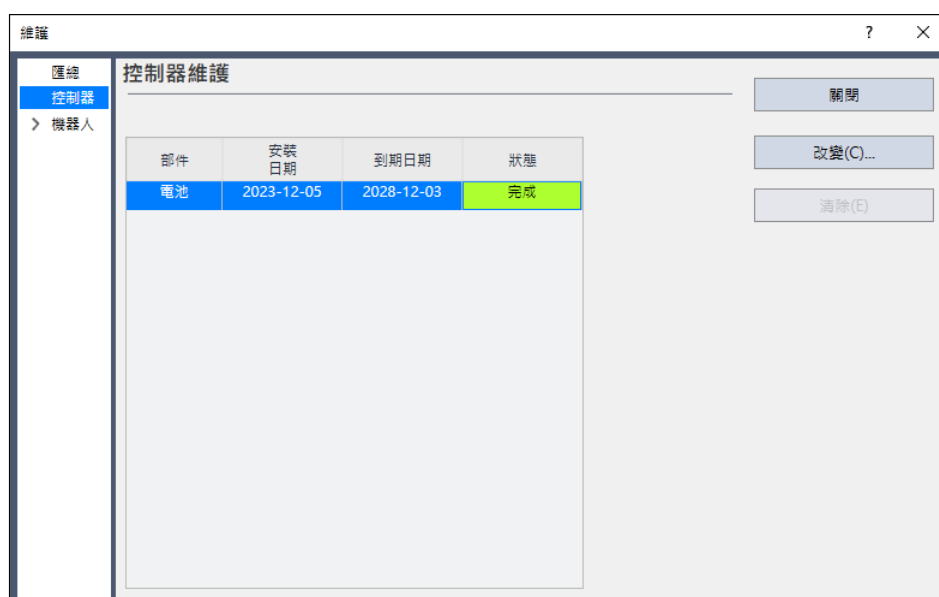 維護
?
匯總
控制器
機器人
控制器維護
關閉
改變(C)...
清除(E)
部件 安裝日期 到期日期 狀態
電池 2023-12-05 2028-12-03 完成